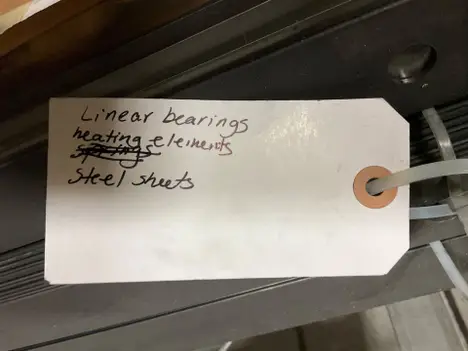 Linear bearings
heating elements
Steel sheets